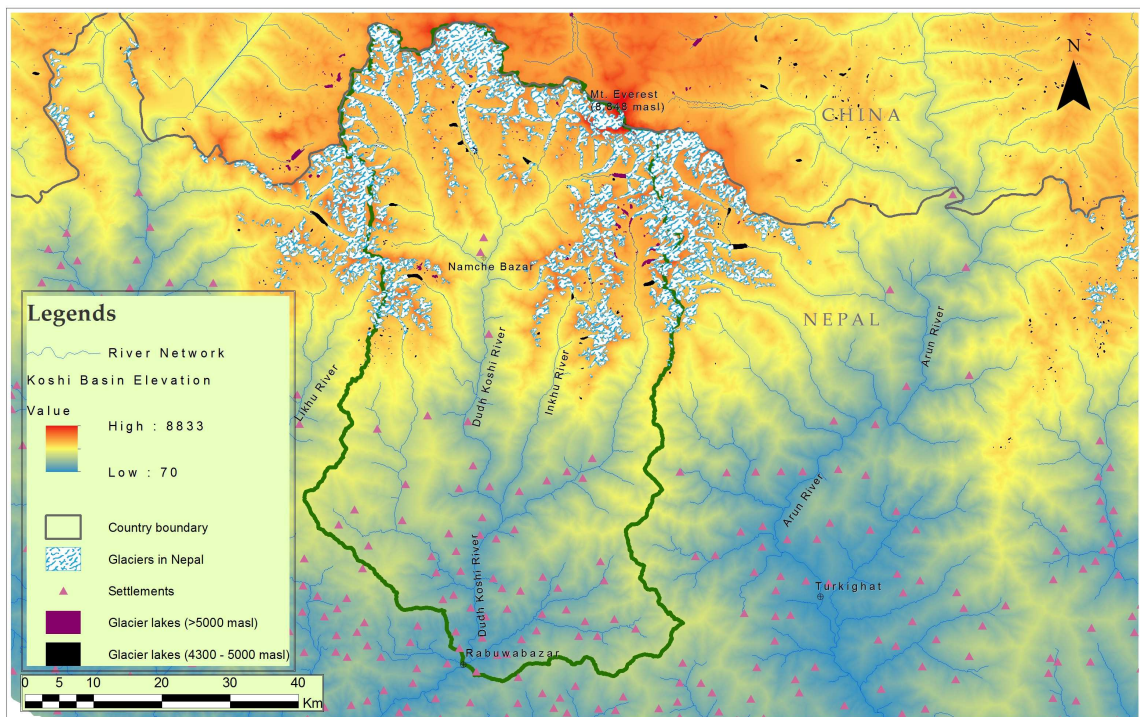 N
Mt. Everest
(8,848 masl)
CHINA
Namche Bazar
NEPAL
Arun River
Likhu River
Dudh Koshi River
Inkhu River
Arun River
Dudh Koshi River
Turkighat
Rabuwabazar
Legends
River Network
Koshi Basin Elevation
Value
High : 8833
Low : 70
Country boundary
Glaciers in Nepal
Settlements
Glacier lakes (>5000 masl)
Glacier lakes (4300 - 5000 masl)
0 5 10 20 30 40
Km